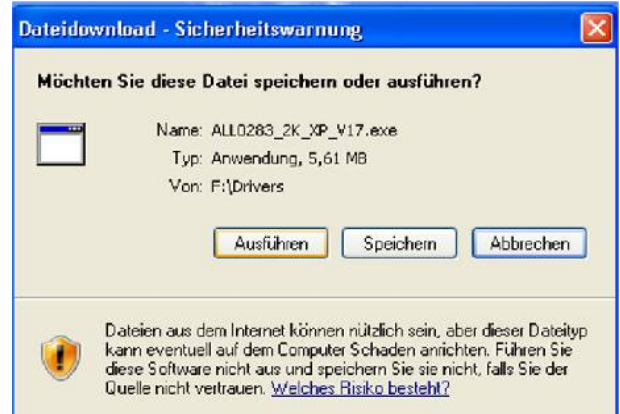 Dateidownload - Sicherheitswarnung
Möchten Sie diese Datei speichern oder ausführen?
Name: ALL0283_2K_XP_V17.exe
Typ: Anwendung, 5,61 MB
Von: F:\Drivers
Ausführen Speichern Abbrechen
Dateien aus dem Internet können nützlich sein, aber dieser Dateityp
kann eventuell auf dem Computer Schaden anrichten. Führen Sie
diese Software nicht aus und speichern Sie sie nicht, falls Sie der
Quelle nicht vertrauen. Welches Risiko besteht?